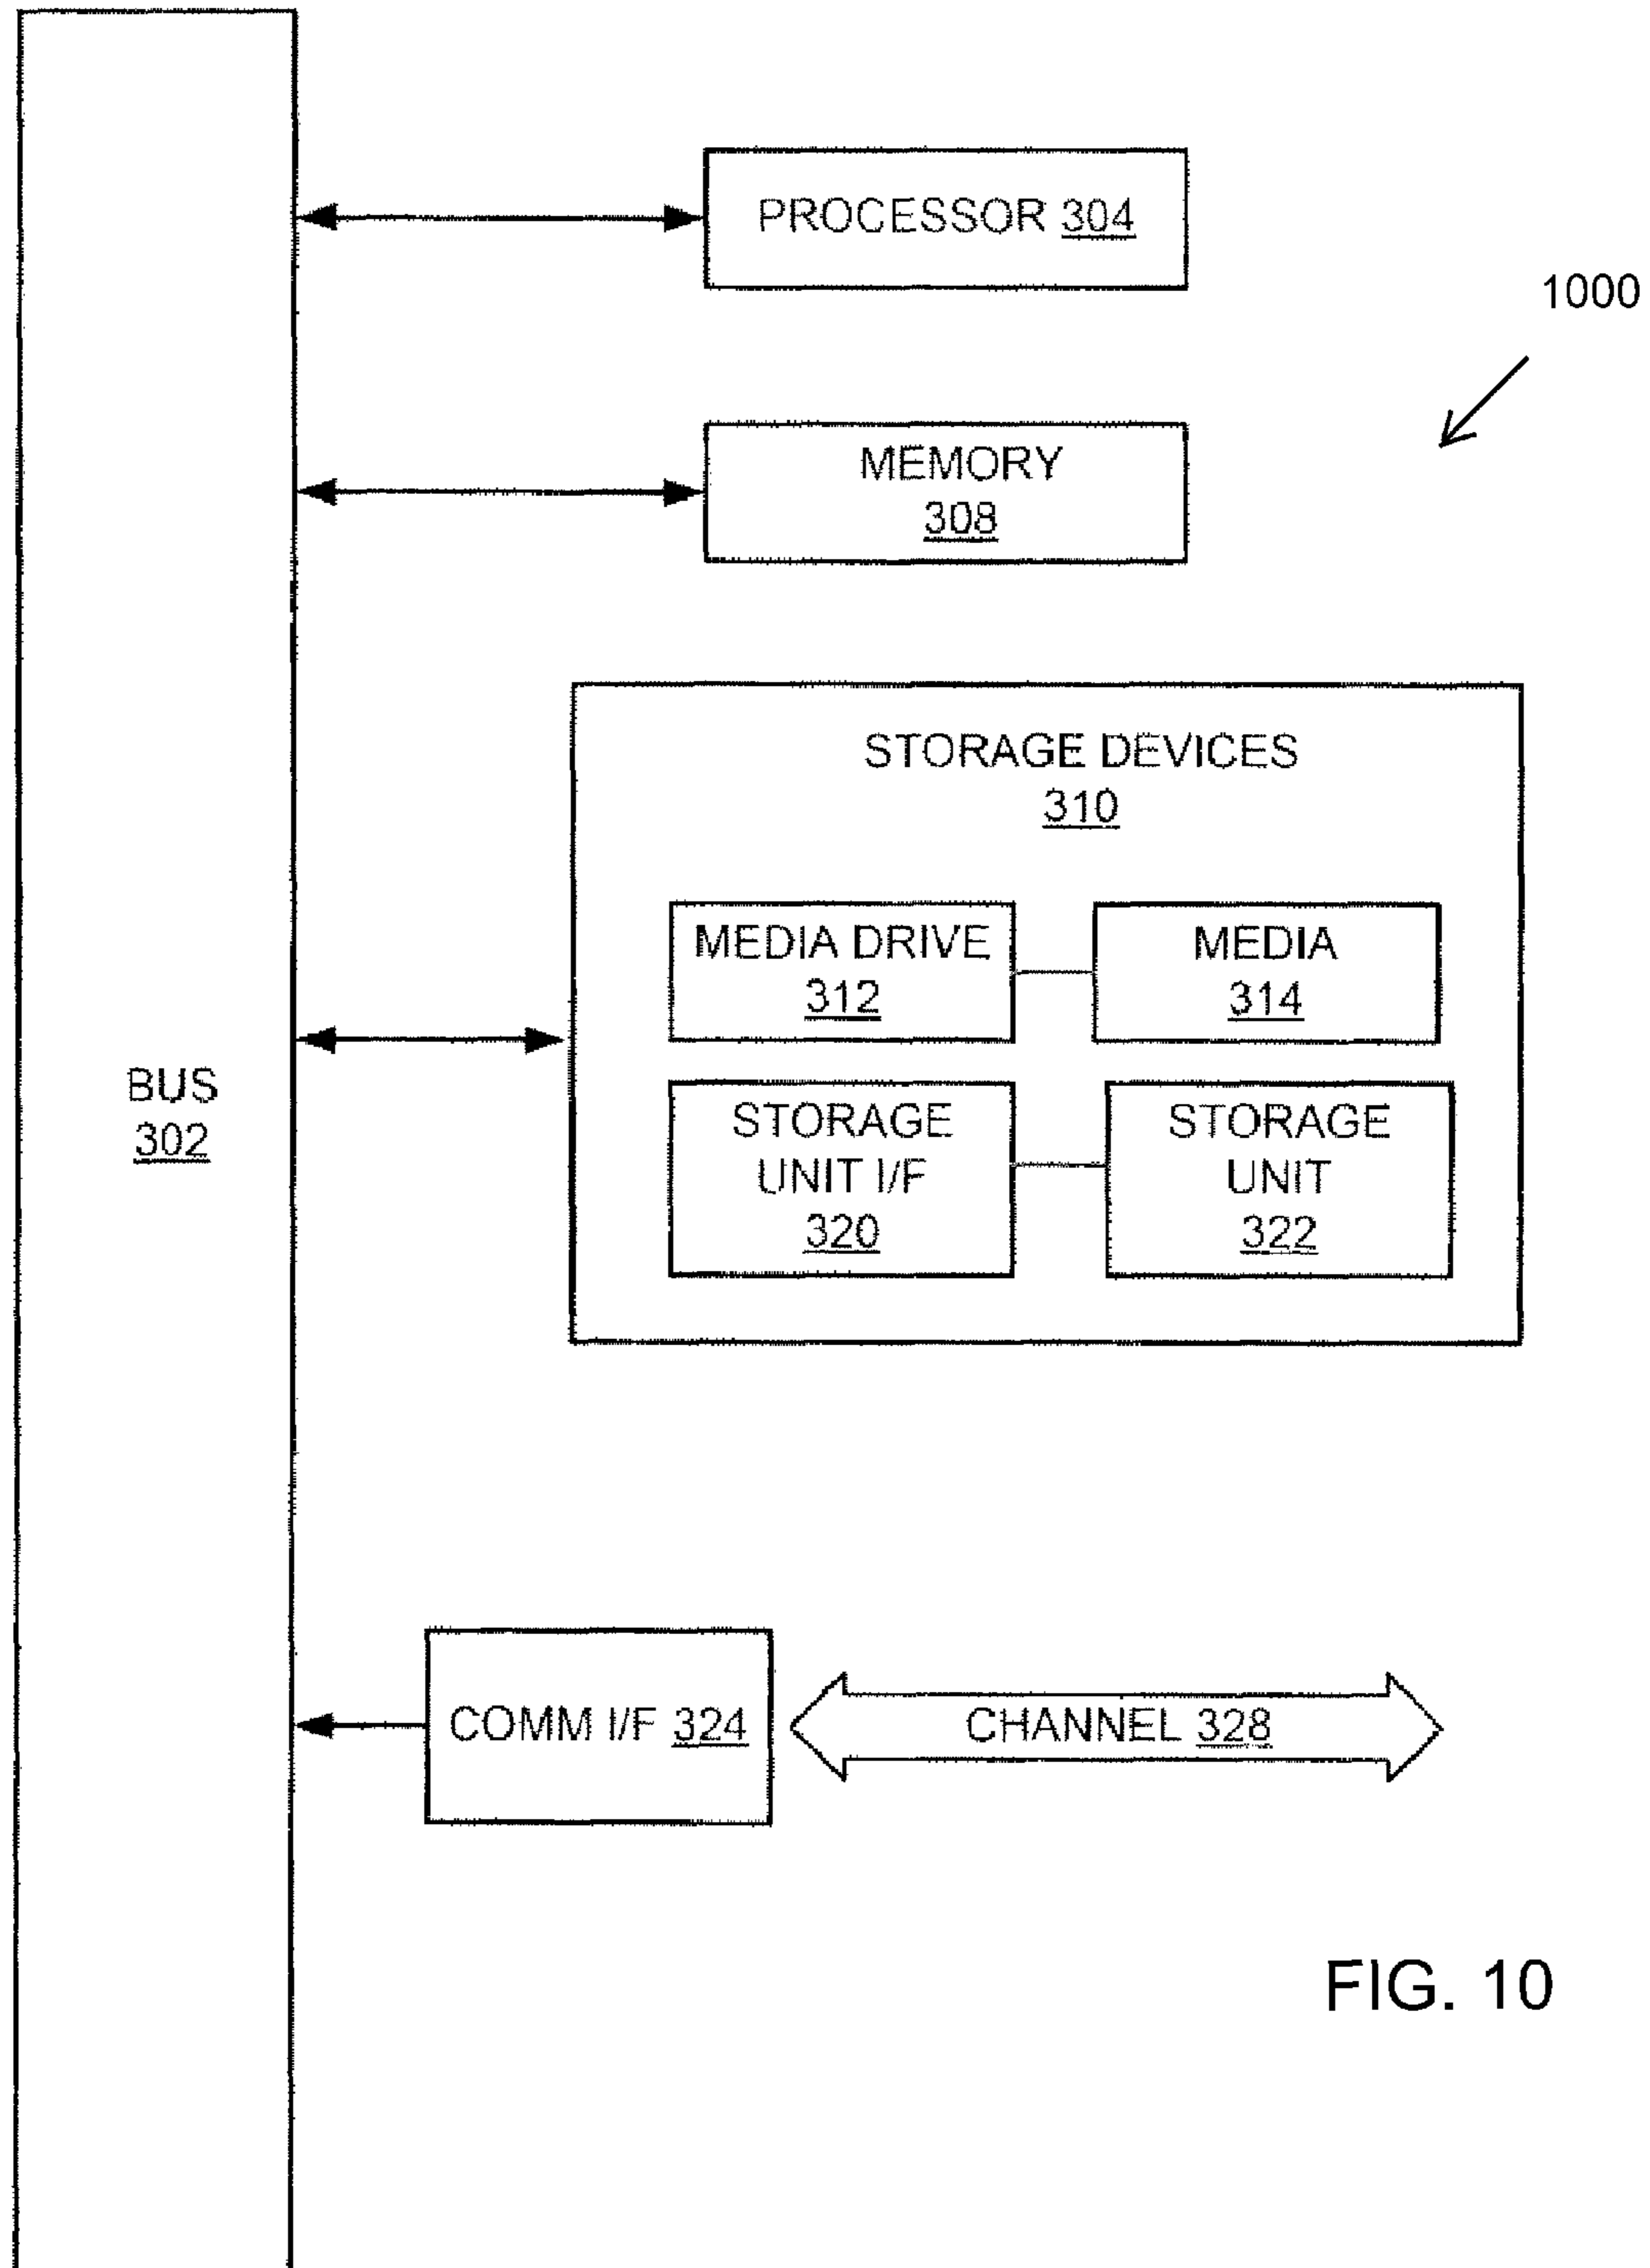 PROCESSOR 304
1000
MEMORY
308
STORAGE DEVICES
310
MEDIA DRIVE
312
MEDIA
314
BUS
302
STORAGE
UNIT I/F
320
STORAGE
UNIT
322
COMM I/F 324
CHANNEL 328
FIG. 10